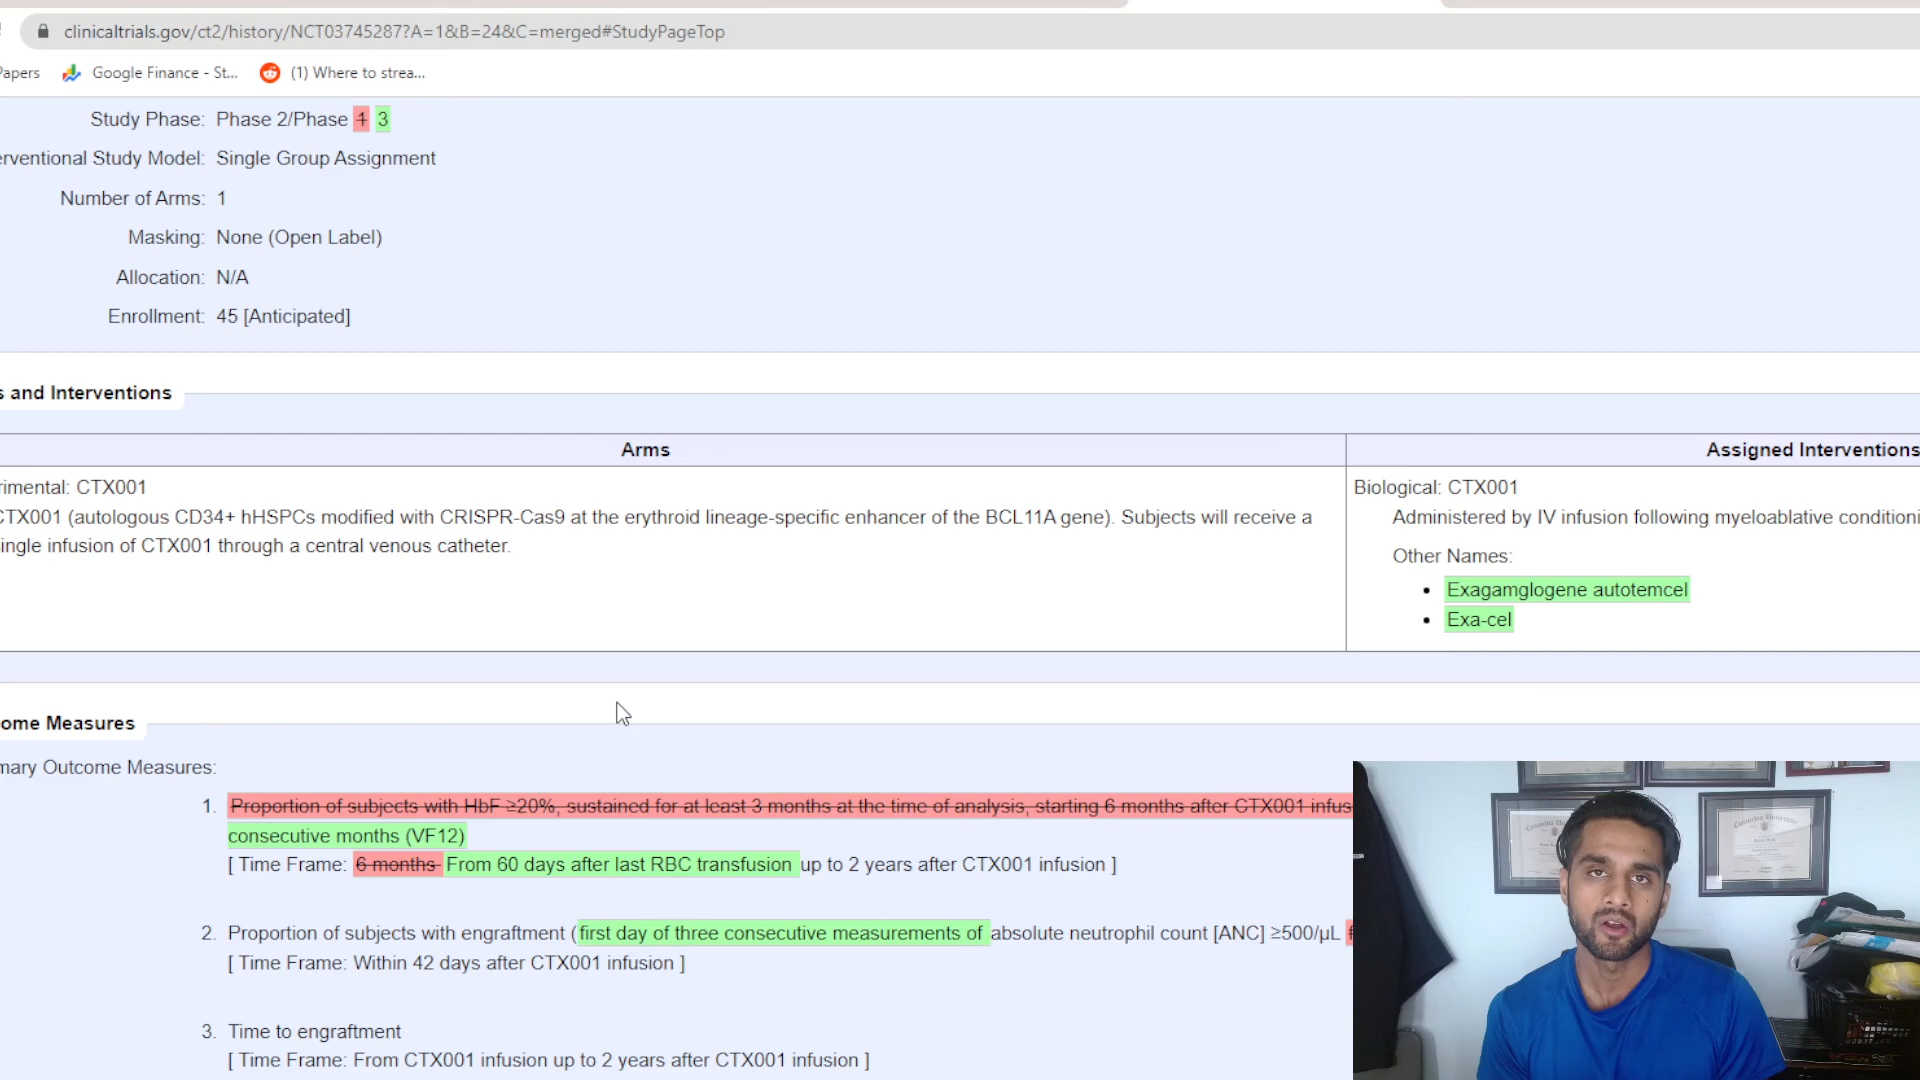 clinicaltrials.gov/ct2/history/NCT03745287?A=1&B=24&C=merged#StudyPageTop
Papers Google Finance - St... (1) Where to strea...
Study Phase: Phase 2/Phase 1 3
erventional Study Model: Single Group Assignment
Number of Arms: 1
Masking: None (Open Label)
Allocation: N/A
Enrollment: 45 [Anticipated]
s and Interventions
Arms Assigned Interventions
rimental: CTX001
CTX001 (autologous CD34+ hHSPCs modified with CRISPR-Cas9 at the erythroid lineage-specific enhancer of the BCL11A gene). Subjects will receive a
ingle infusion of CTX001 through a central venous catheter.
Biological: CTX001
Administered by IV infusion following myeloablative conditioni
Other Names:
• Exagamglogene autotemcel
• Exa-cel
ome Measures
mary Outcome Measures:
1. Proportion of subjects with HbF ≥20%, sustained for at least 3 months at the time of analysis, starting 6 months after CTX001 infus
consecutive months (VF12)
[ Time Frame: 6 months From 60 days after last RBC transfusion up to 2 years after CTX001 infusion ]
2. Proportion of subjects with engraftment (first day of three consecutive measurements of absolute neutrophil count [ANC] ≥500/µL
[ Time Frame: Within 42 days after CTX001 infusion ]
3. Time to engraftment
[ Time Frame: From CTX001 infusion up to 2 years after CTX001 infusion ]